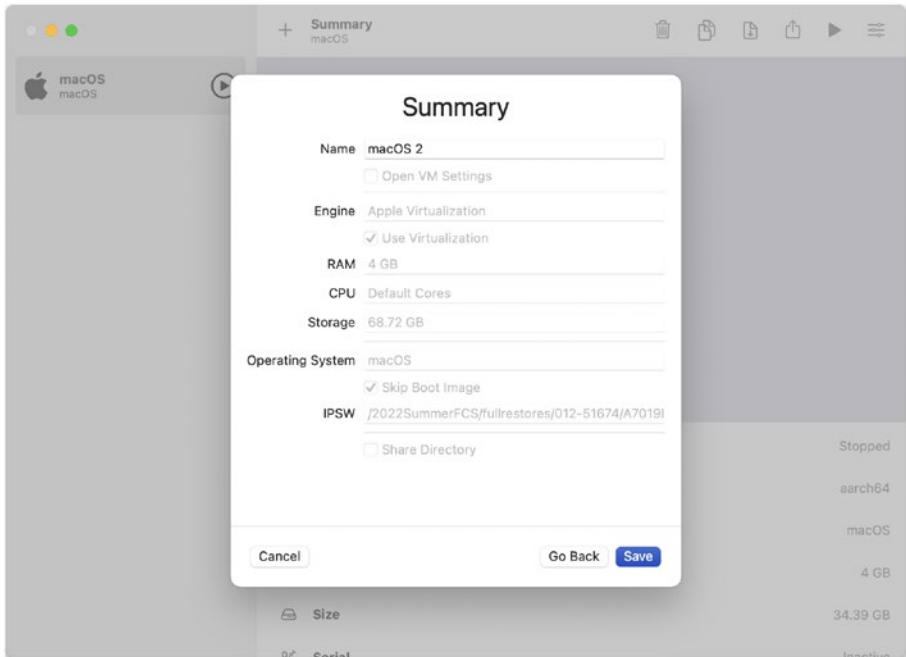 Summary
macOS
macOS
macOS
Summary
Name macOS 2
Open VM Settings
Engine Apple Virtualization
Use Virtualization
RAM 4 GB
CPU Default Cores
Storage 68.72 GB
Operating System macOS
Skip Boot Image
IPSW /2022SummerFCS/fullrestores/012-51674/A7019I
Share Directory
Cancel Go Back Save
Stopped
aarch64
macOS
4 GB
Size 34.39 GB
Serial Inactive